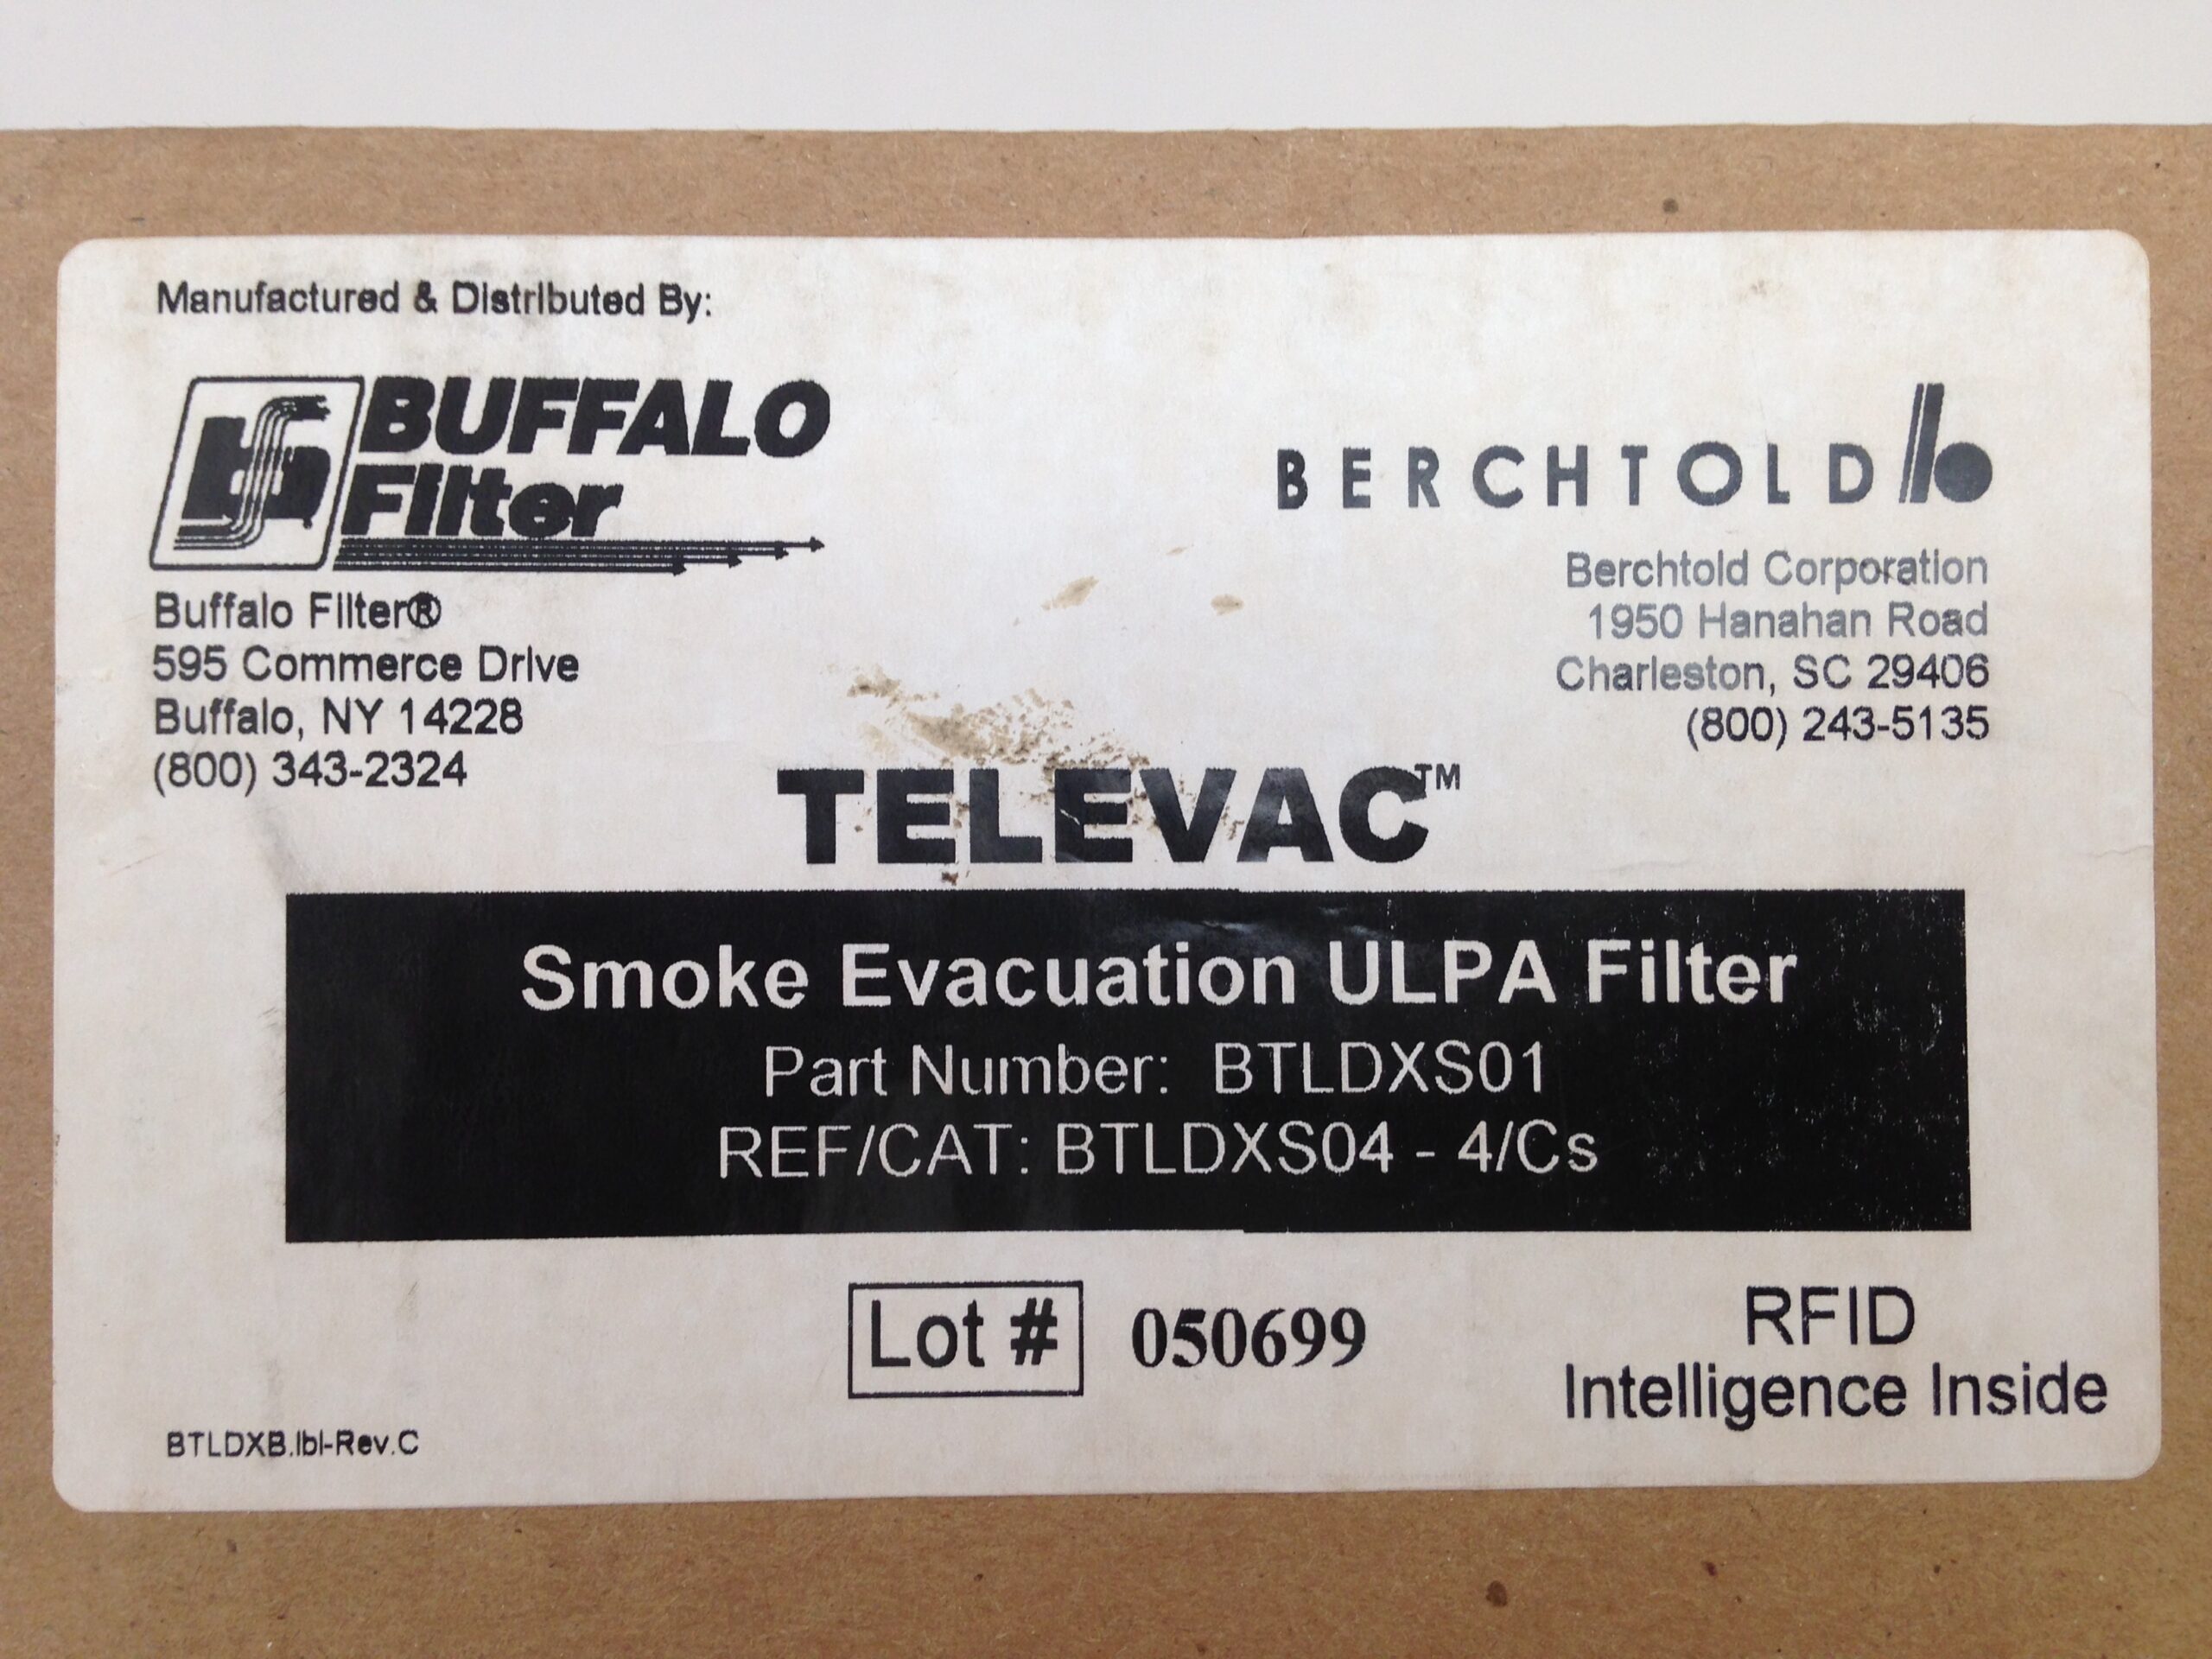 Manufactured & Distributed By:
BUFFALO
Filter
Buffalo Filter®
595 Commerce Drive
Buffalo, NY 14228
(800) 343-2324
BERCHTOLD
Berchtold Corporation
1950 Hanahan Road
Charleston, SC 29406
(800) 243-5135
TELEVAC™
Smoke Evacuation ULPA Filter
Part Number: BTLDXS01
REF/CAT: BTLDXS04 - 4/Cs
Lot # 050699
RFID
Intelligence Inside
BTLDXB.lbl-Rev.C